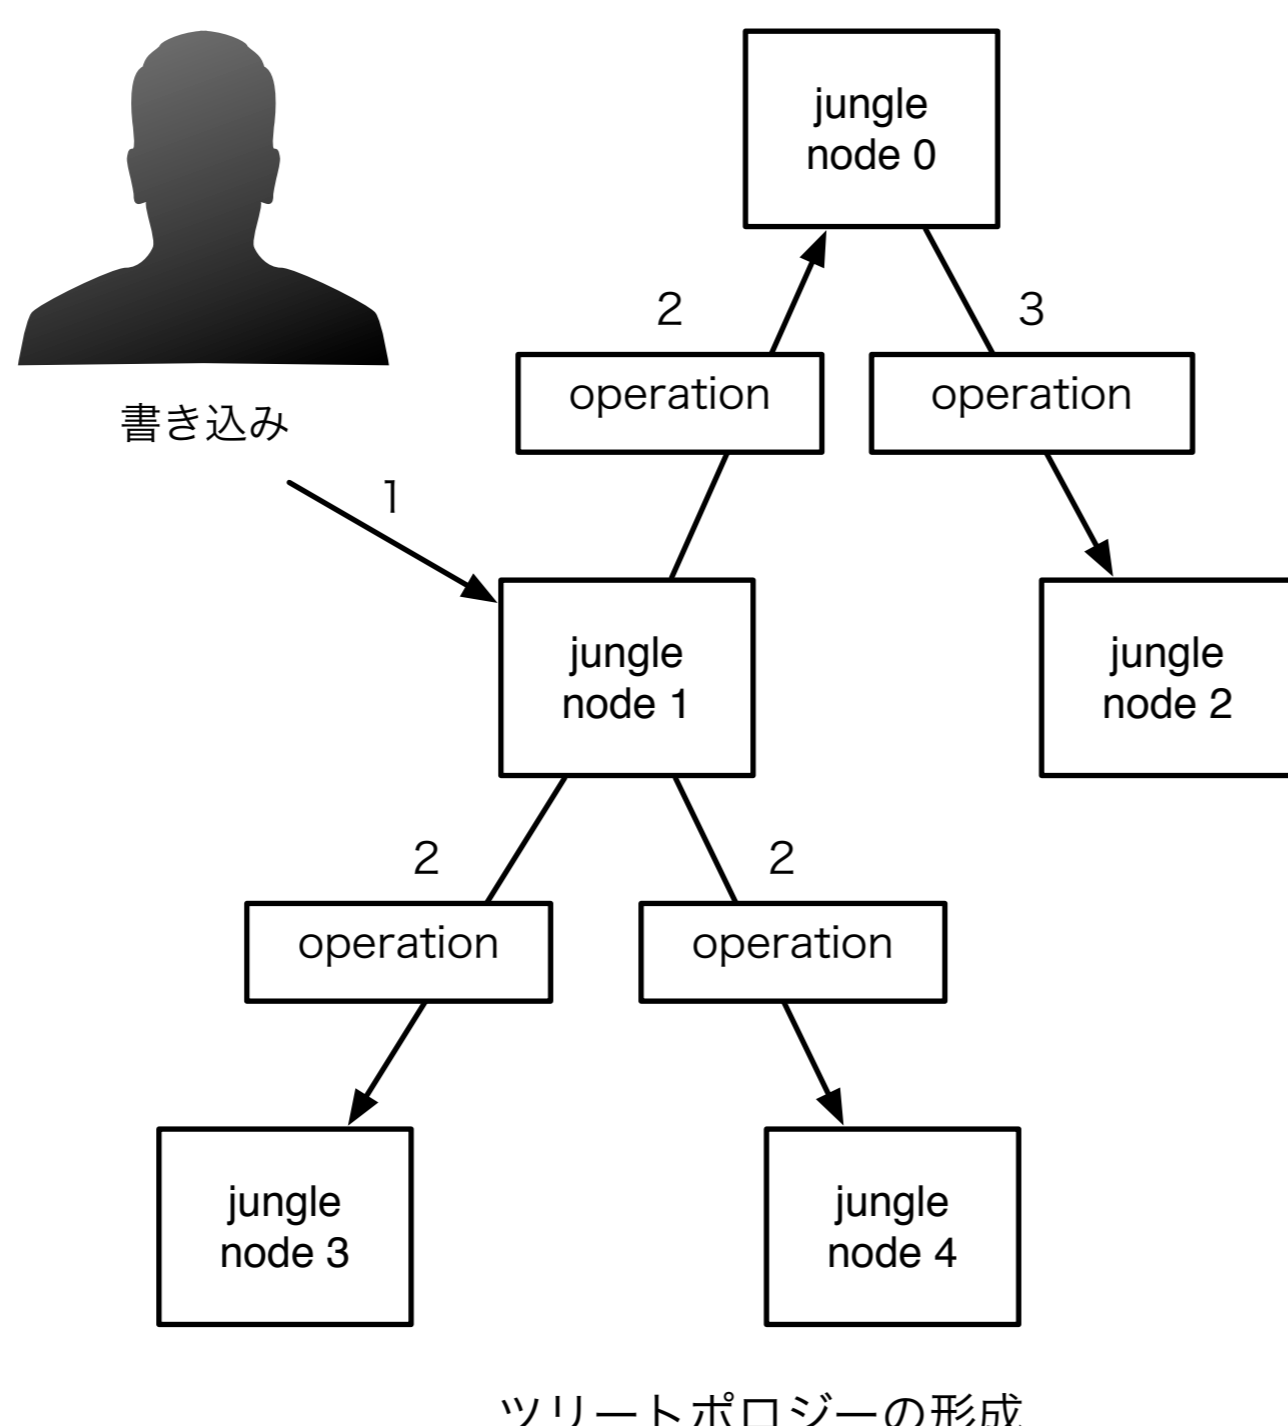 jungle
node 0
2
3
operation
operation
書き込み
1
jungle
node 1
jungle
node 2
2
2
operation
operation
jungle
node 3
jungle
node 4
ツリートポロジーの形成